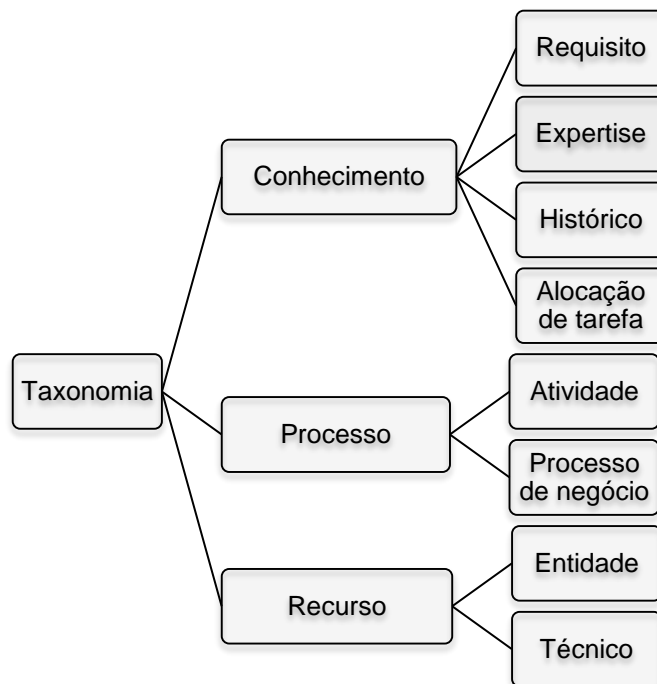 Requisito
Expertise
Conhecimento
Histórico
Alocação
de tarefa
Taxonomia
Atividade
Processo
Processo
de negócio
Entidade
Recurso
Técnico